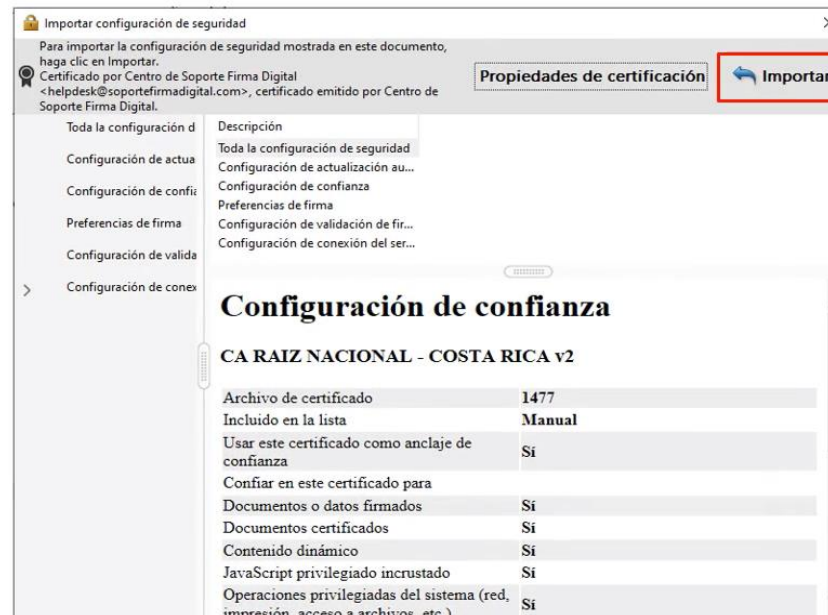 Importar configuración de seguridad
Para importar la configuración de seguridad mostrada en este documento,
haga clic en Importar.
Certificado por Centro de Soporte Firma Digital
<helpdesk@soportefirmadigital.com>, certificado emitido por Centro de
Soporte Firma Digital.
Propiedades de certificación
Importar
Toda la configuración d
Configuración de actua
Configuración de confia
Preferencias de firma
Configuración de valida
Configuración de conex
Descripción
Toda la configuración de seguridad
Configuración de actualización au...
Configuración de confianza
Preferencias de firma
Configuración de validación de fir...
Configuración de conexión del ser...
Configuración de confianza
CA RAIZ NACIONAL - COSTA RICA v2
Archivo de certificado 1477
Incluido en la lista Manual
Usar este certificado como anclaje de
confianza Sí
Confiar en este certificado para
Documentos o datos firmados Sí
Documentos certificados Sí
Contenido dinámico Sí
JavaScript privilegiado incrustado Sí
Operaciones privilegiadas del sistema (red,
impresión, acceso a archivos, etc.) Sí